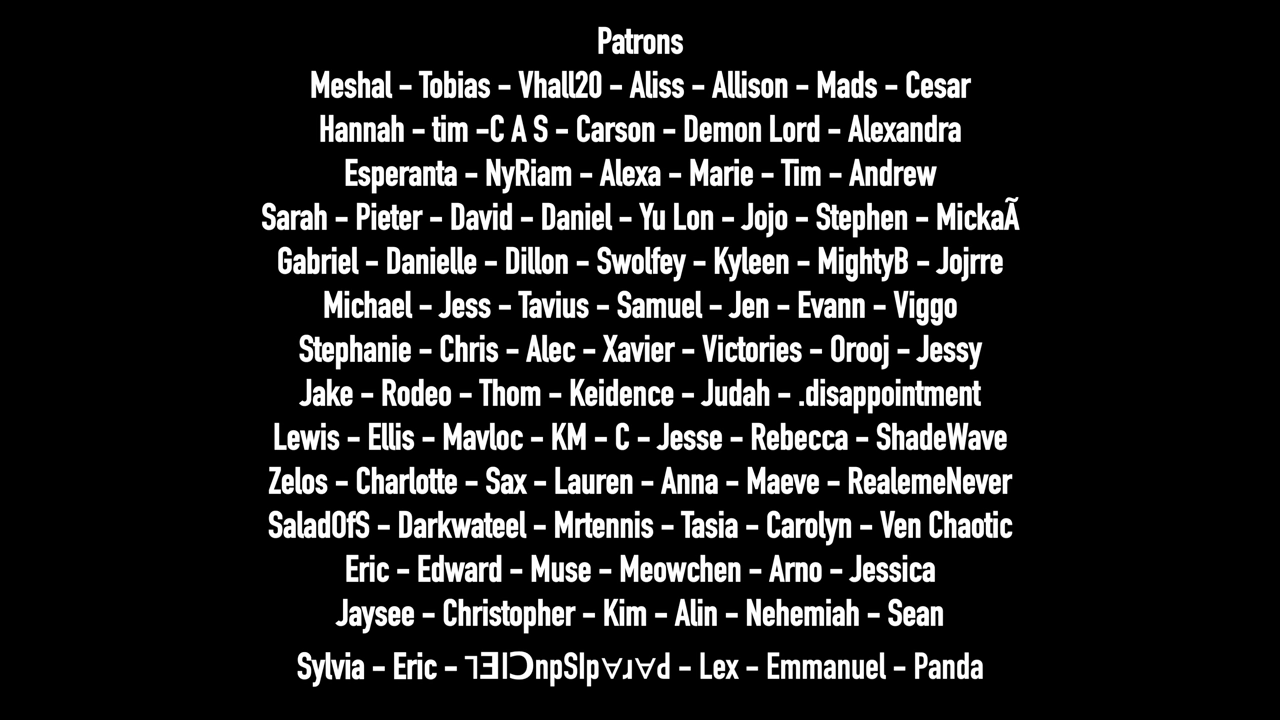 Patrons
Meshal - Tobias - Vhall20 - Aliss - Allison - Mads - Cesar
Hannah - tim -C A S - Carson - Demon Lord - Alexandra
Esperanta - NyRiam - Alexa - Marie - Tim - Andrew
Sarah - Pieter - David - Daniel - Yu Lon - Jojo - Stephen - MickaÃ
Gabriel - Danielle - Dillon - Swolfey - Kyleen - MightyB - Jojrre
Michael - Jess - Tavius - Samuel - Jen - Evann - Viggo
Stephanie - Chris - Alec - Xavier - Victories - Orooj - Jessy
Jake - Rodeo - Thom - Keidence - Judah - .disappointment
Lewis - Ellis - Mavloc - KM - C - Jesse - Rebecca - ShadeWave
Zelos - Charlotte - Sax - Lauren - Anna - Maeve - RealemeNever
SaladOfS - Darkwateel - Mrtennis - Tasia - Carolyn - Ven Chaotic
Eric - Edward - Muse - Meowchen - Arno - Jessica
Jaysee - Christopher - Kim - Alin - Nehemiah - Sean
Sylvia - Eric - ⅂ƎIƆnpSIp∀ɹ∀Ԁ - Lex - Emmanuel - Panda